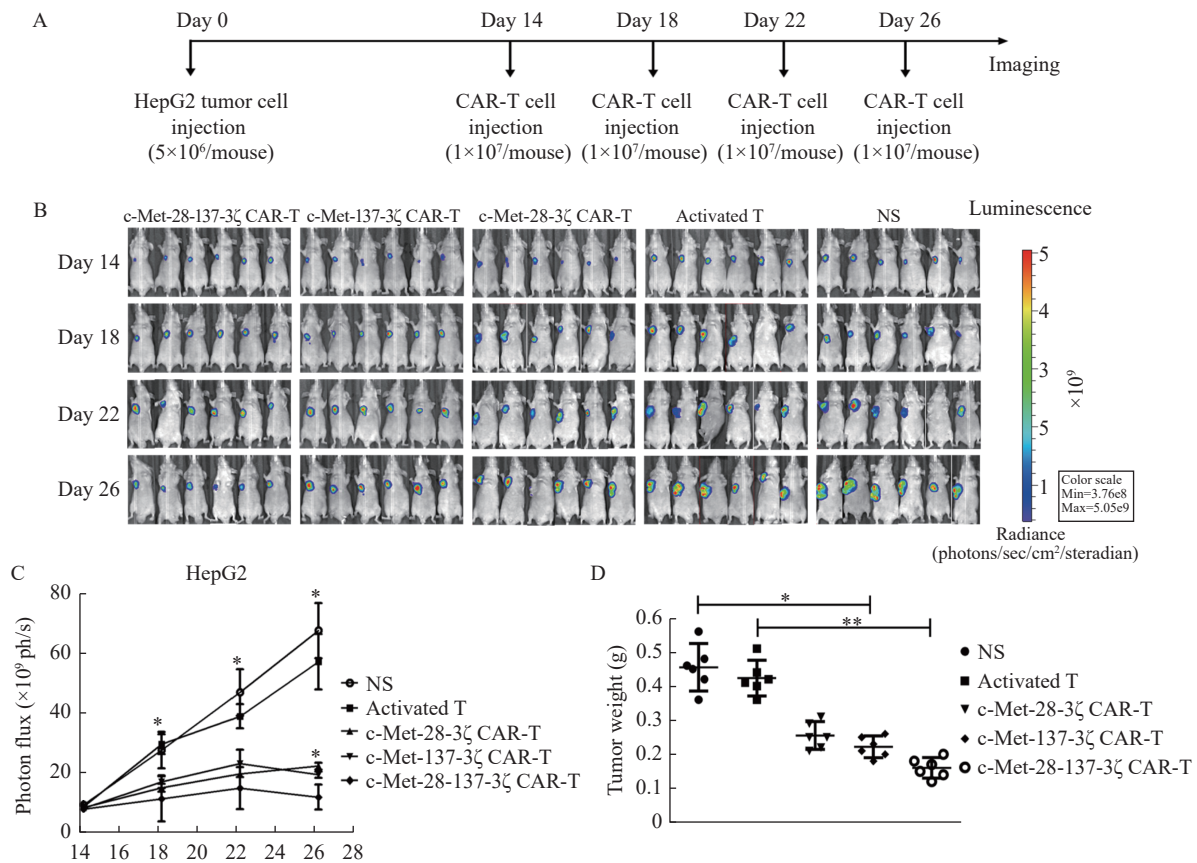 A
Day 0
Day 14
Day 18
Day 22
Day 26
Imaging
HepG2 tumor cell
injection
(5×10⁶/mouse)
CAR-T cell
injection
(1×10⁷/mouse)
CAR-T cell
injection
(1×10⁷/mouse)
CAR-T cell
injection
(1×10⁷/mouse)
CAR-T cell
injection
(1×10⁷/mouse)
B
c-Met-28-137-3ζ CAR-T
c-Met-137-3ζ CAR-T
c-Met-28-3ζ CAR-T
Activated T
NS
Day 14
Day 18
Day 22
Day 26
Luminescence
5
4
3
5
1
×10⁹
Color scale
Min=3.76e8
Max=5.05e9
Radiance
(photons/sec/cm²/steradian)
C
HepG2
Photon flux (×10⁹ ph/s)
80
60
40
20
0
14 16 18 20 22 24 26 28
*
*
*
*
NS
Activated T
c-Met-28-3ζ CAR-T
c-Met-137-3ζ CAR-T
c-Met-28-137-3ζ CAR-T
D
Tumor weight (g)
0.6
0.5
0.4
0.3
0.2
0.1
0
*
**
NS
Activated T
c-Met-28-3ζ CAR-T
c-Met-137-3ζ CAR-T
c-Met-28-137-3ζ CAR-T